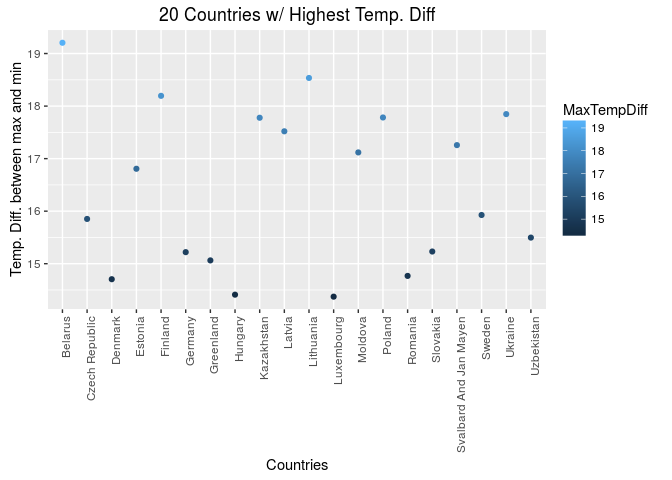 20 Countries w/ Highest Temp. Diff
Temp. Diff. between max and min
19
18
17
16
15
Belarus
Czech Republic
Denmark
Estonia
Finland
Germany
Greenland
Hungary
Kazakhstan
Latvia
Lithuania
Luxembourg
Moldova
Poland
Romania
Slovakia
Svalbard And Jan Mayen
Sweden
Ukraine
Uzbekistan
Countries
MaxTempDiff
19
18
17
16
15